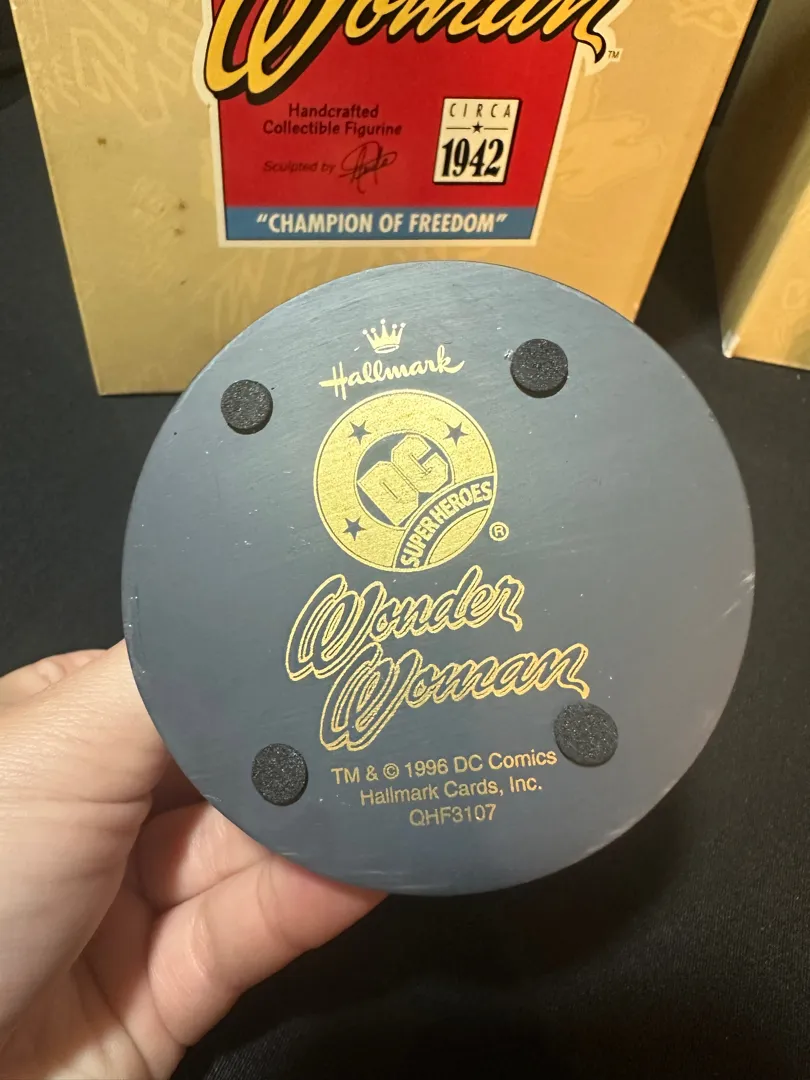 Woman
TM
Handcrafted
Collectible Figurine
Sculpted by
CIRCA
1942
"CHAMPION OF FREEDOM"
Hallmark
DC
SUPER HEROES
®
Wonder
Woman
TM & © 1996 DC Comics
Hallmark Cards, Inc.
QHF3107